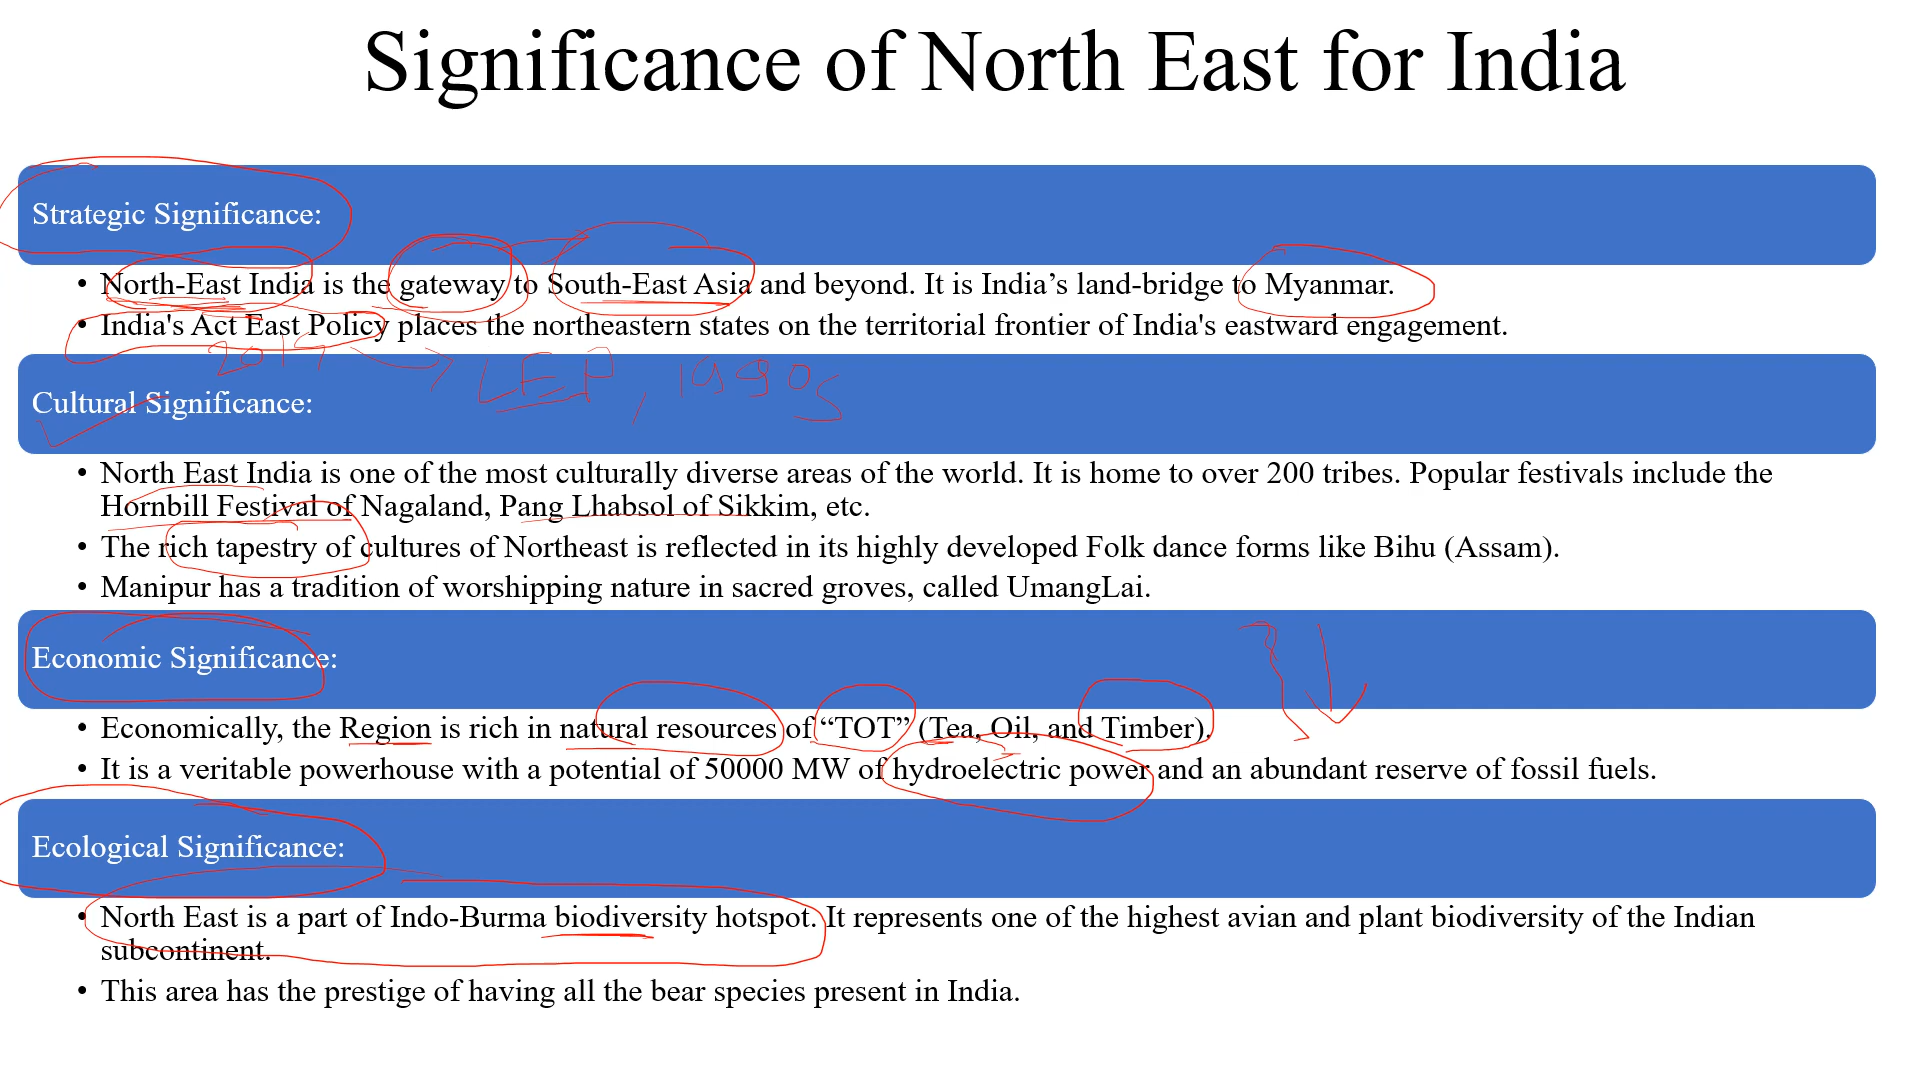 Significance of North East for India
Strategic Significance:
• North-East India is the gateway to South-East Asia and beyond. It is India’s land-bridge to Myanmar.
• India's Act East Policy places the northeastern states on the territorial frontier of India's eastward engagement.
2014 → LEP, 1990s
Cultural Significance:
• North East India is one of the most culturally diverse areas of the world. It is home to over 200 tribes. Popular festivals include the
Hornbill Festival of Nagaland, Pang Lhabsol of Sikkim, etc.
• The rich tapestry of cultures of Northeast is reflected in its highly developed Folk dance forms like Bihu (Assam).
• Manipur has a tradition of worshipping nature in sacred groves, called UmangLai.
Economic Significance:
• Economically, the Region is rich in natural resources of “TOT” (Tea, Oil, and Timber).
• It is a veritable powerhouse with a potential of 50000 MW of hydroelectric power and an abundant reserve of fossil fuels.
Ecological Significance:
• North East is a part of Indo-Burma biodiversity hotspot. It represents one of the highest avian and plant biodiversity of the Indian
subcontinent.
• This area has the prestige of having all the bear species present in India.